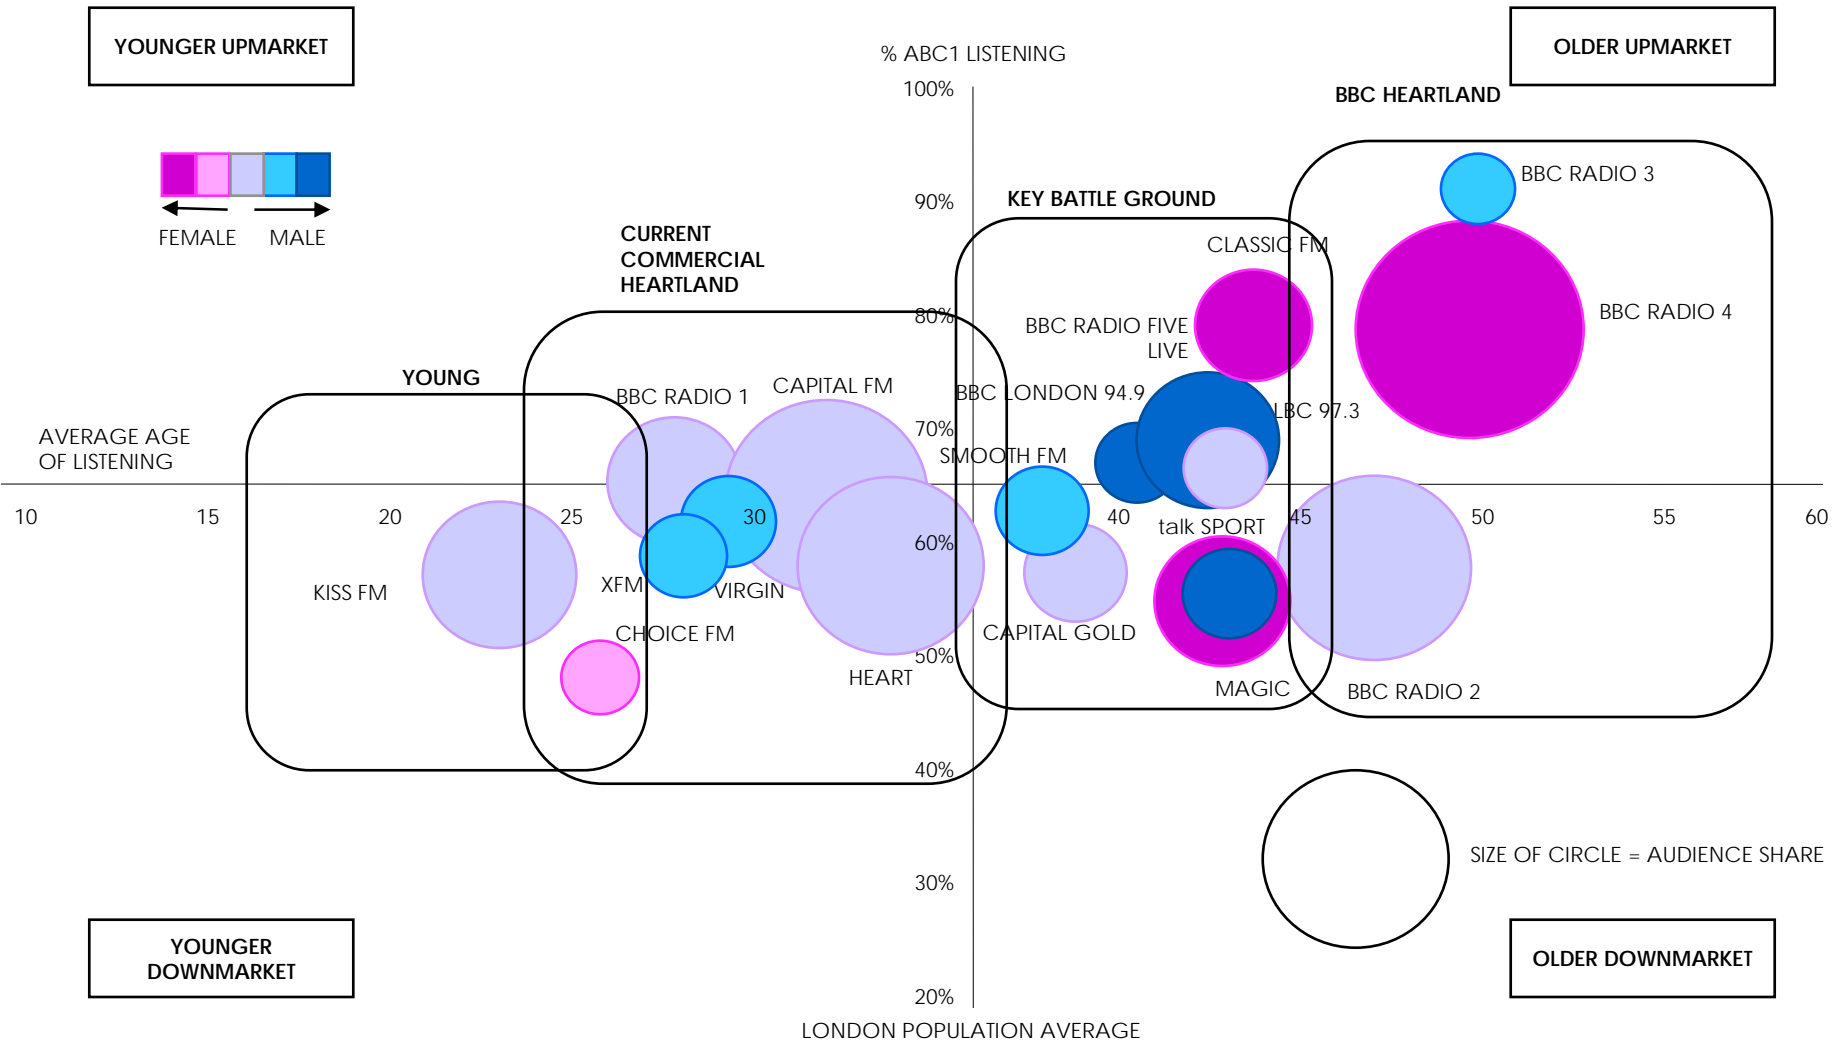 YOUNGER UPMARKET
OLDER UPMARKET
% ABC1 LISTENING
100%
BBC HEARTLAND
BBC RADIO 3
90%
KEY BATTLE GROUND
FEMALE
MALE
CURRENT
COMMERCIAL
HEARTLAND
CLASSIC FM
80%
BBC RADIO FIVE
LIVE
BBC RADIO 4
YOUNG
BBC RADIO 1
CAPITAL FM
BBC LONDON 94.9
LBC 97.3
70%
AVERAGE AGE
OF LISTENING
SMOOTH FM
10
15
20
25
30
40
45
50
55
60
talk SPORT
60%
KISS FM
XFM
VIRGIN
CHOICE FM
CAPITAL GOLD
50%
HEART
MAGIC
BBC RADIO 2
40%
SIZE OF CIRCLE = AUDIENCE SHARE
30%
YOUNGER
DOWNMARKET
OLDER DOWNMARKET
20%
LONDON POPULATION AVERAGE